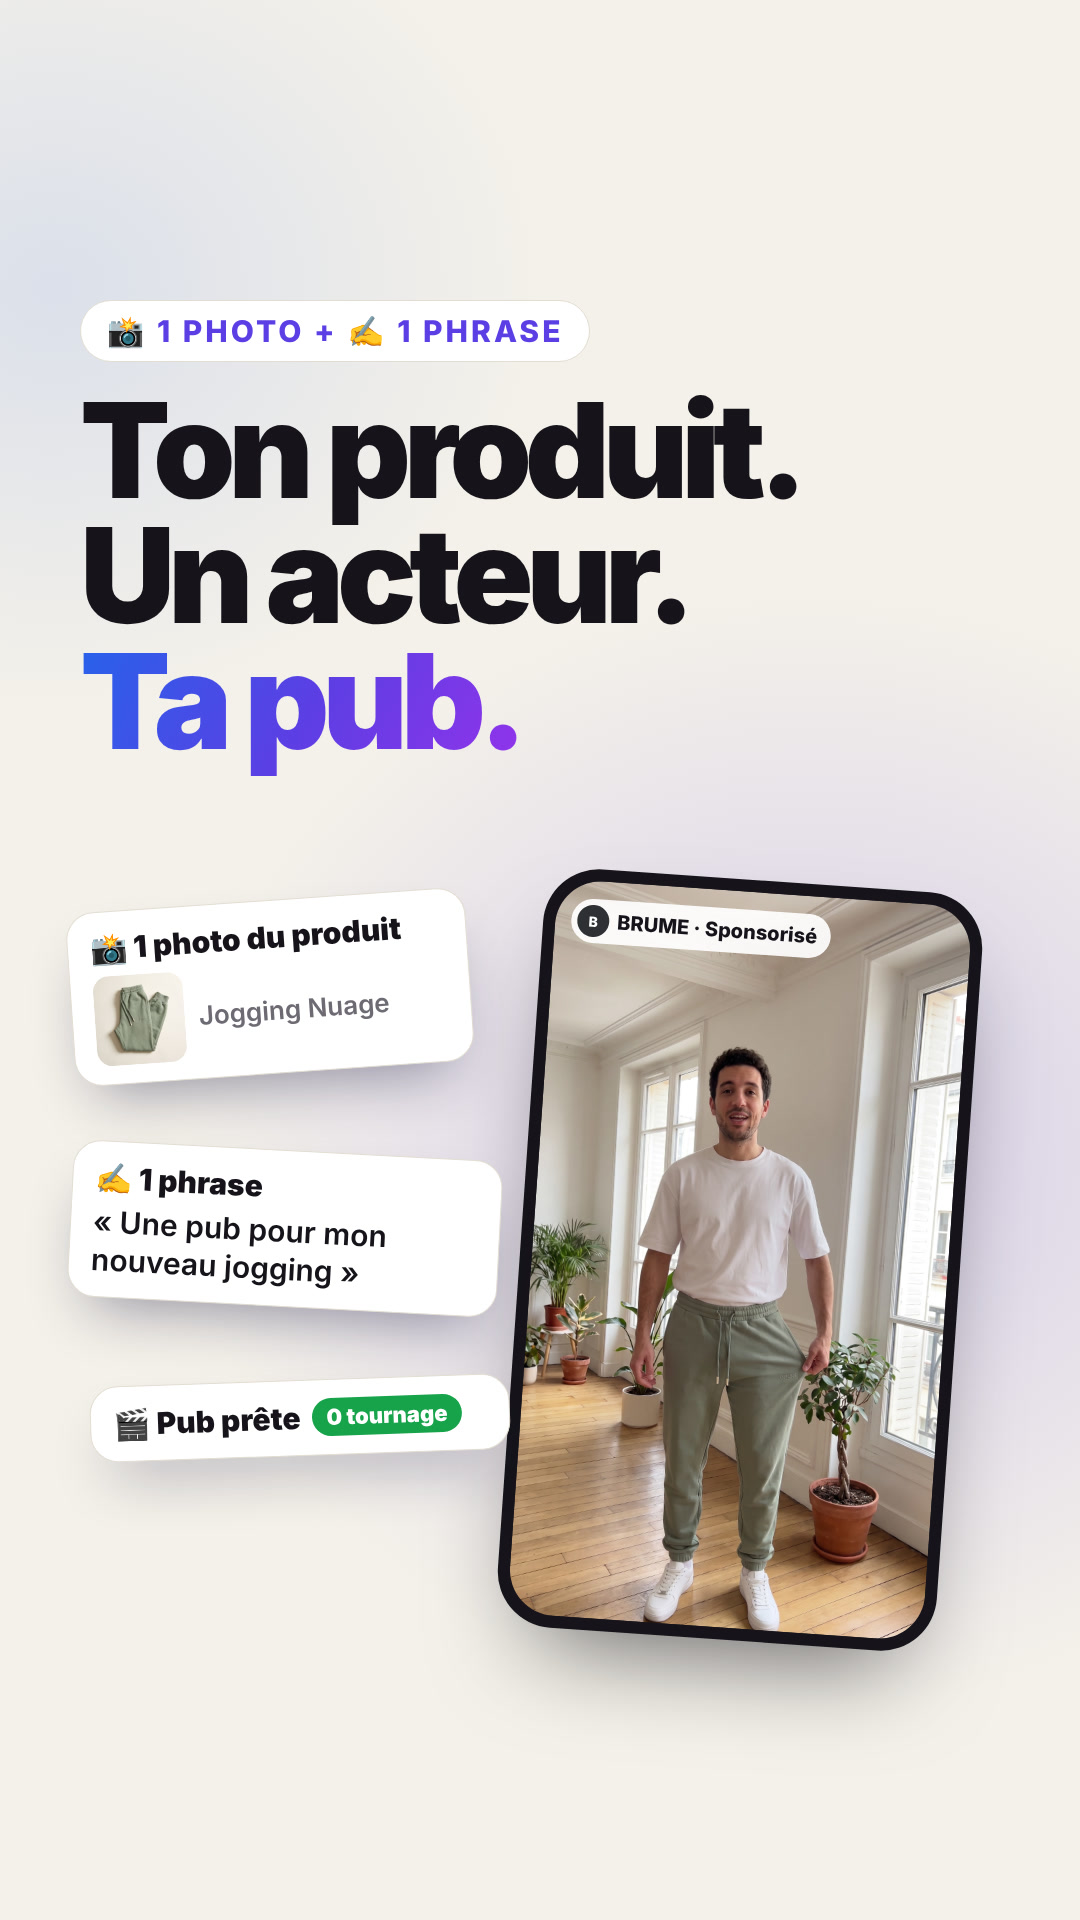 📸 1 PHOTO + ✍️ 1 PHRASE
Ton produit.
Un acteur.
Ta pub.
📸 1 photo du produit
Jogging Nuage
✍️ 1 phrase
« Une pub pour mon
nouveau jogging »
🎬 Pub prête 0 tournage
B BRUME · Sponsorisé